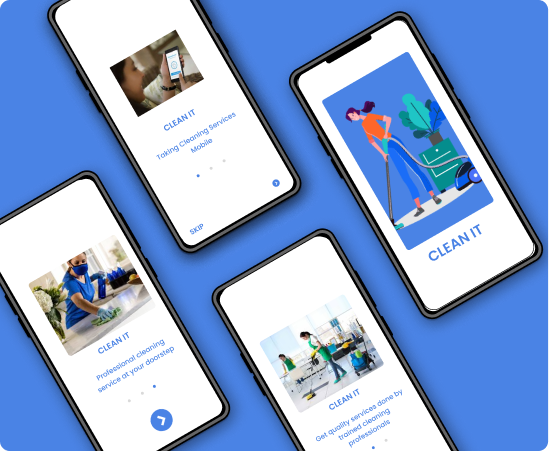 CLEAN IT
Taking Cleaning Services
Mobile
SKIP
CLEAN IT
CLEAN IT
Professional cleaning
service at your doorstep
CLEAN IT
Get quality services done by
trained cleaning
professionals